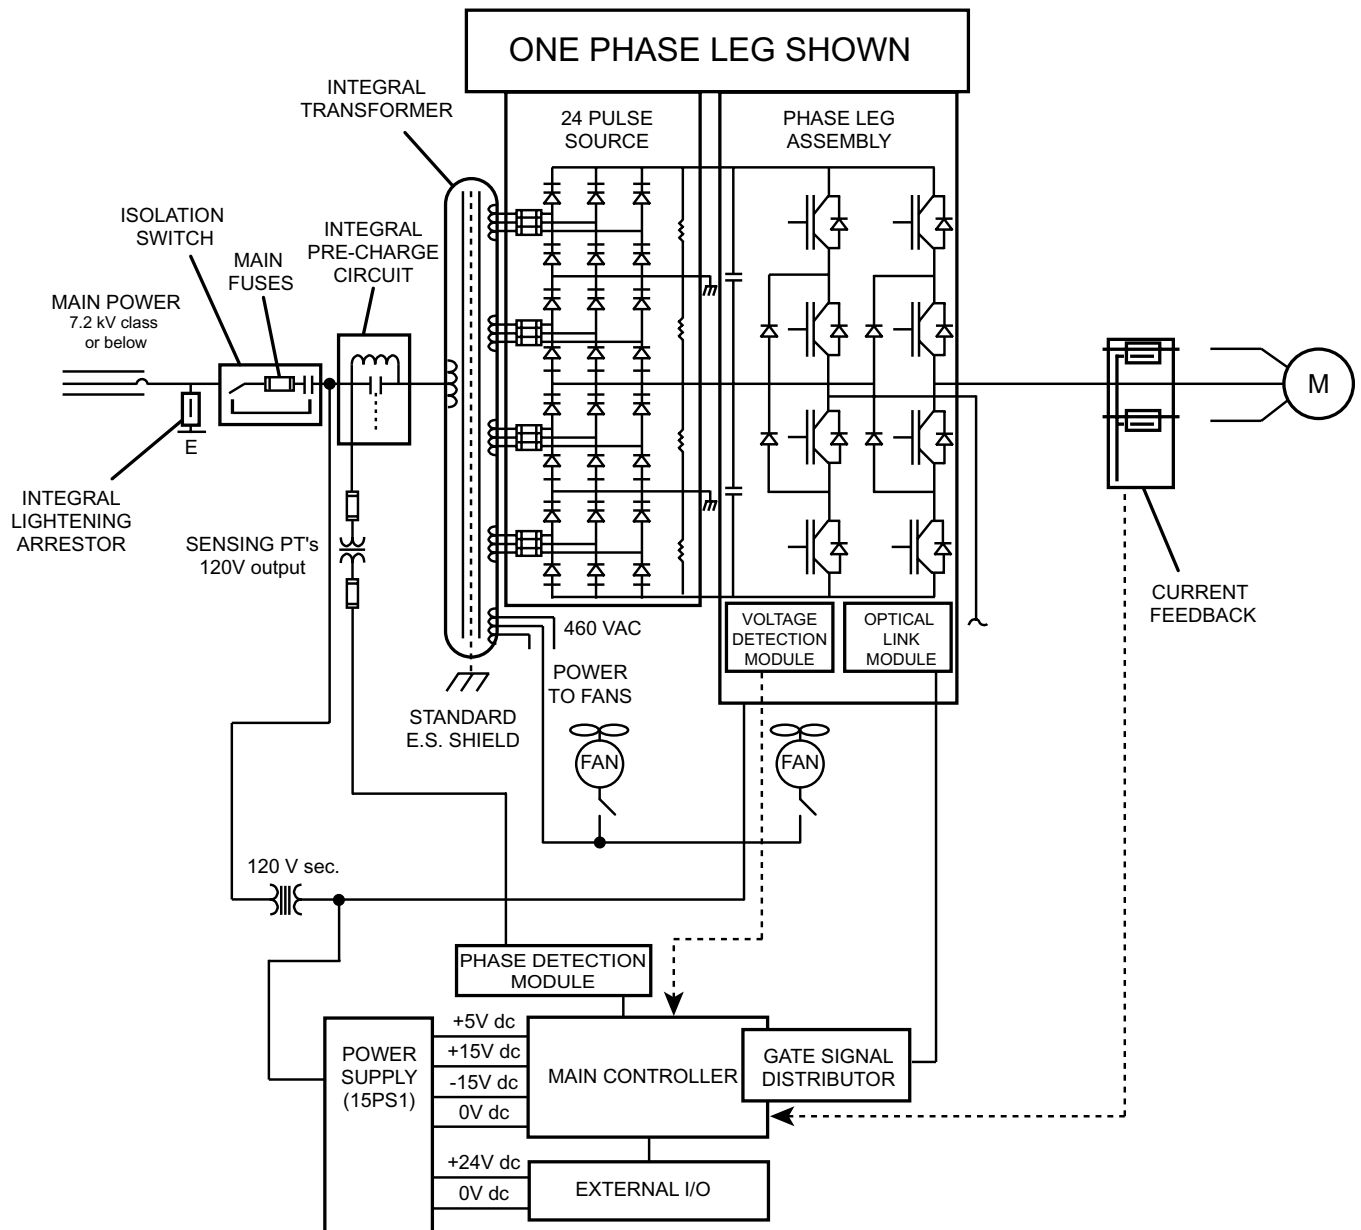 ONE PHASE LEG SHOWN
INTEGRAL
TRANSFORMER
24 PULSE
SOURCE
PHASE LEG
ASSEMBLY
ISOLATION
SWITCH
INTEGRAL
PRE-CHARGE
CIRCUIT
MAIN
FUSES
MAIN POWER
7.2 kV class
or below
E
M
INTEGRAL
LIGHTENING
ARRESTOR
SENSING PT's
120V output
CURRENT
FEEDBACK
460 VAC
VOLTAGE
DETECTION
MODULE
OPTICAL
LINK
MODULE
POWER
TO FANS
STANDARD
E.S. SHIELD
FAN
FAN
120 V sec.
PHASE DETECTION
MODULE
POWER
SUPPLY
(15PS1)
+5V dc
+15V dc
-15V dc
0V dc
MAIN CONTROLLER
GATE SIGNAL
DISTRIBUTOR
+24V dc
0V dc
EXTERNAL I/O